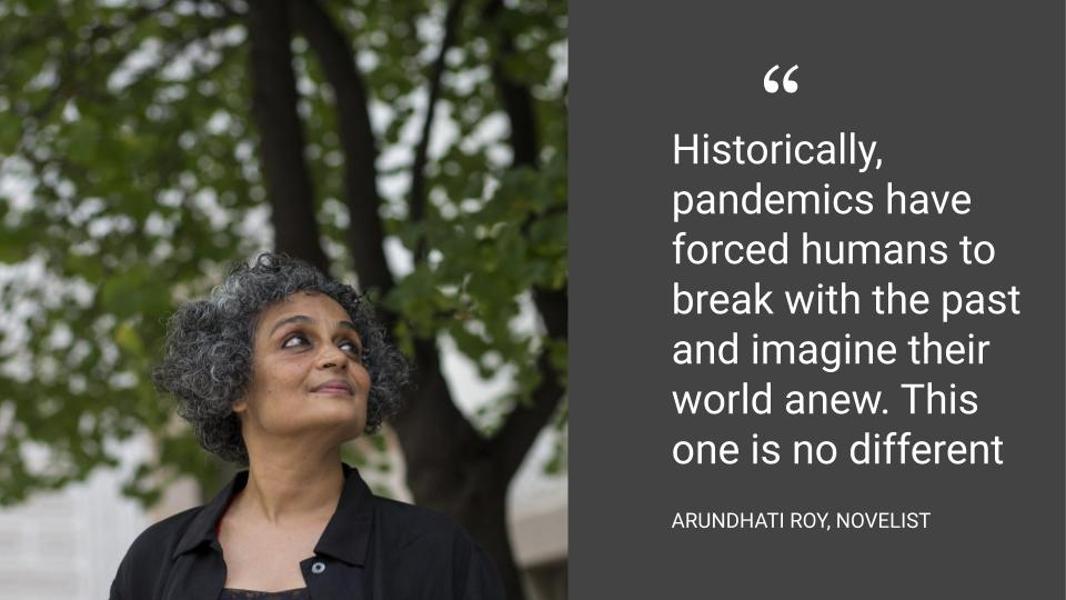 “
Historically,
pandemics have
forced humans to
break with the past
and imagine their
world anew. This
one is no different
ARUNDHATI ROY, NOVELIST